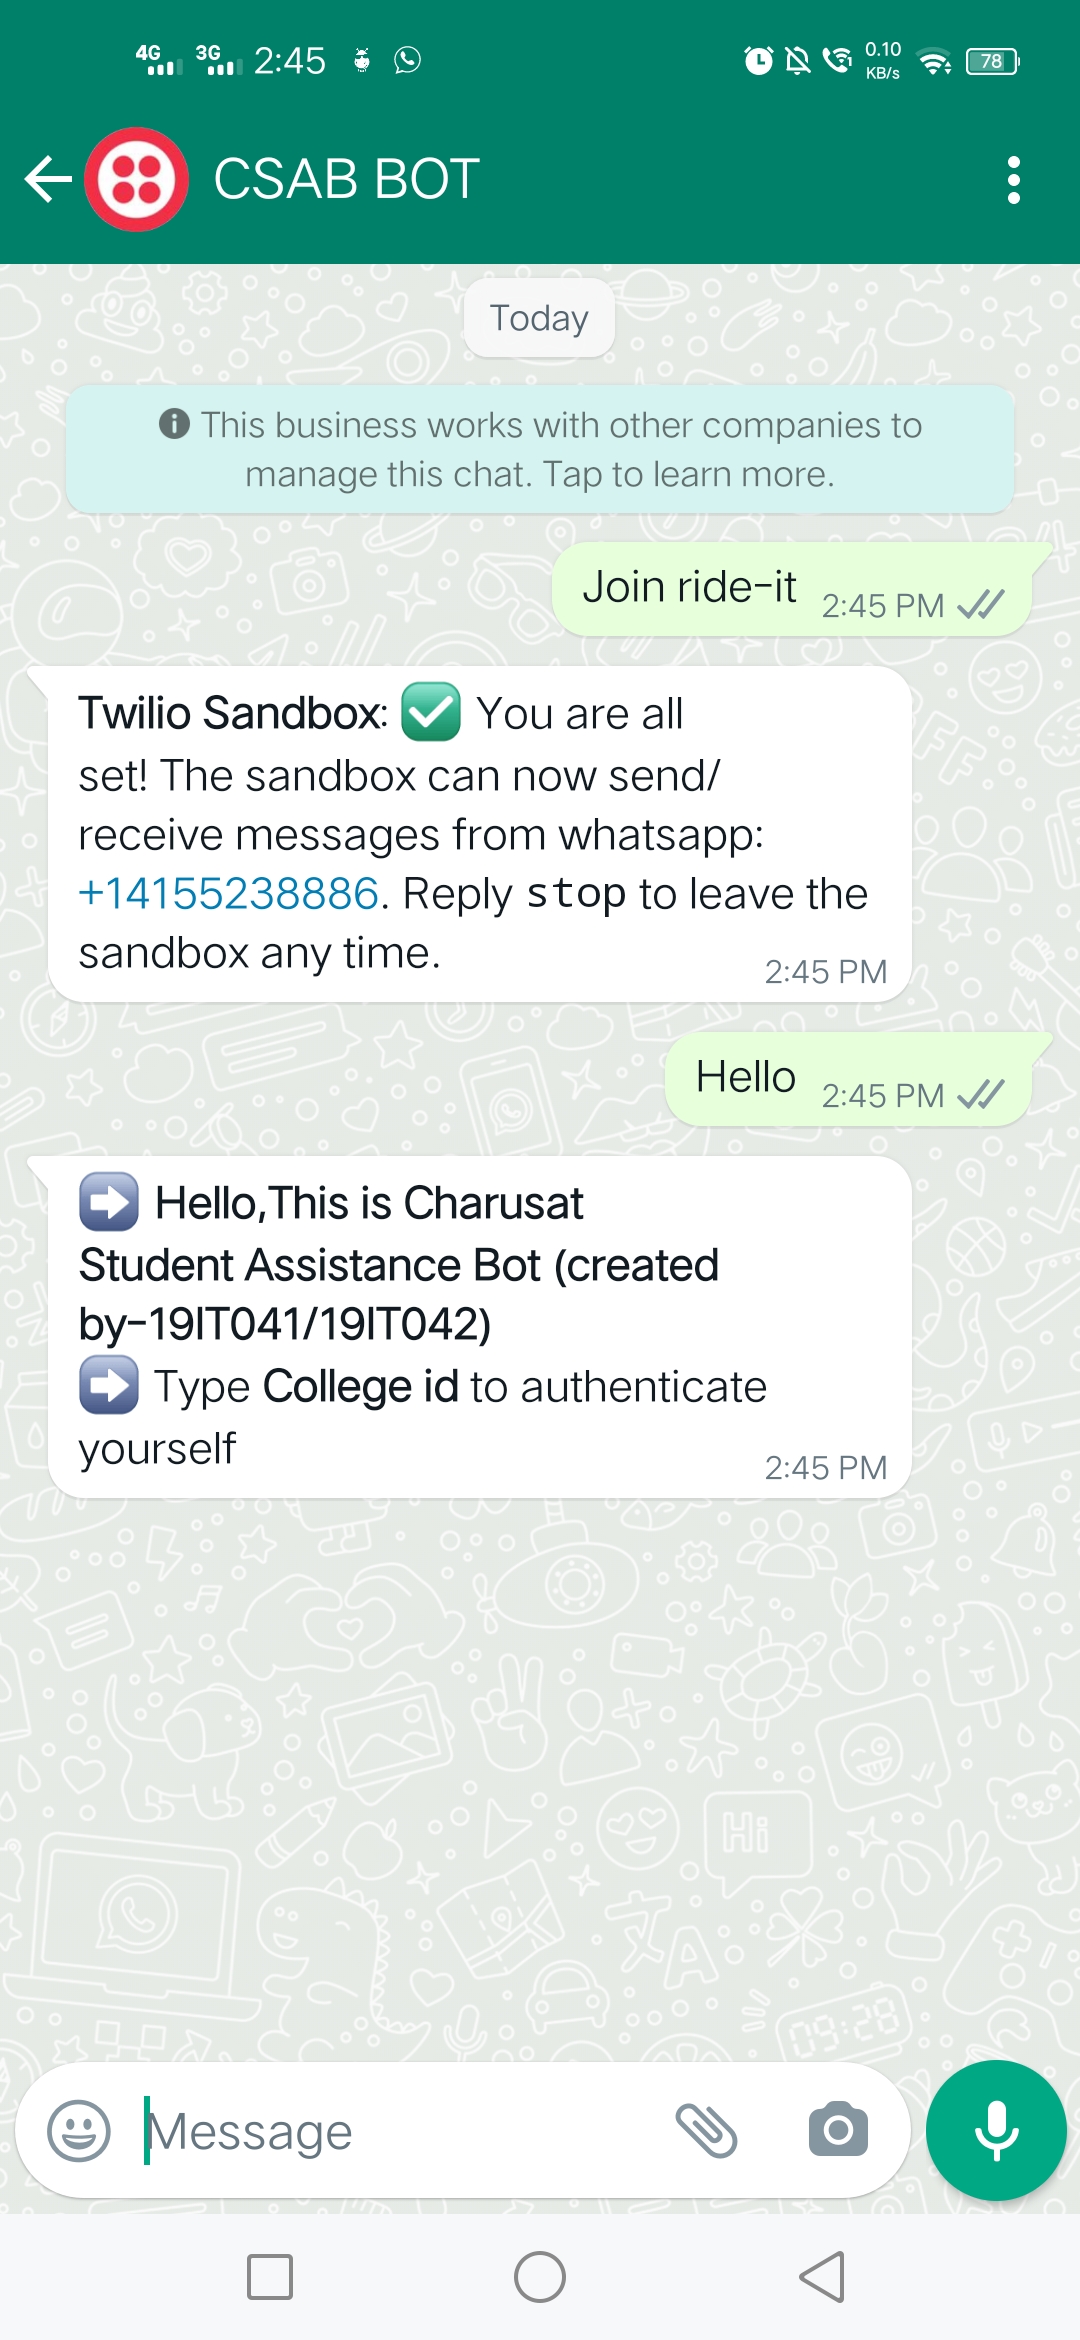 4G 3G 2:45 0.10 KB/s 78
CSAB BOT
Today
This business works with other companies to
manage this chat. Tap to learn more.
Join ride-it 2:45 PM
Twilio Sandbox: ✅ You are all
set! The sandbox can now send/
receive messages from whatsapp:
+14155238886. Reply stop to leave the
sandbox any time. 2:45 PM
Hello 2:45 PM
➡️ Hello,This is Charusat
Student Assistance Bot (created
by-19IT041/19IT042)
➡️ Type College id to authenticate
yourself 2:45 PM
Hi
09:28
Message